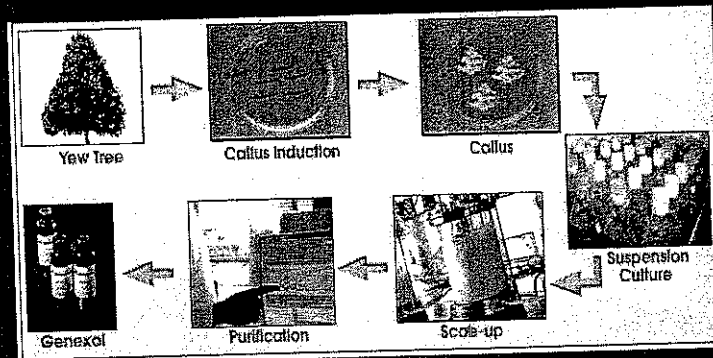 Yew Tree
Callus Induction
Callus
Suspension
Culture
Scale-up
Purification
Genexol